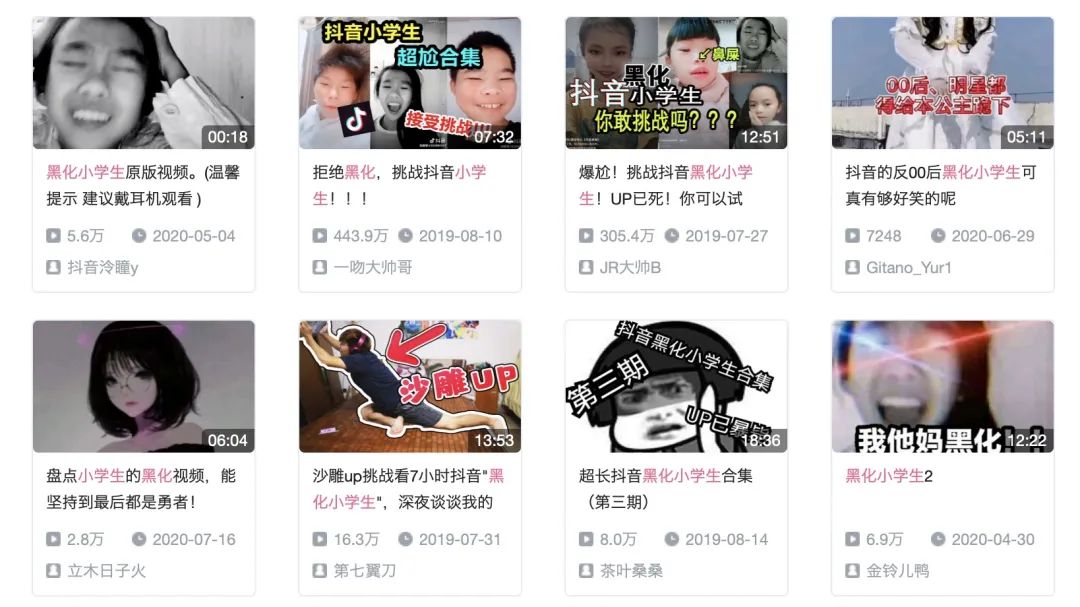 抖音小学生
超尬合集
接受挑战!!!
抖音
00:18
07:32
鼻屎
黑化
抖音小学生
你敢挑战吗？？？
12:51
00后、明星都
得给本公主跪下
05:11
黑化小学生原版视频。(温馨
提示 建议戴耳机观看)
5.6万 2020-05-04
抖音泠瞳y
拒绝黑化，挑战抖音小学
生！！！
443.9万 2019-08-10
一吻大帅哥
爆尬！挑战抖音黑化小学
生！UP已死！你可以试
305.4万 2019-07-27
JR大帅B
抖音的反00后黑化小学生可
真有够好笑的呢
7248 2020-06-29
Gitano_Yur1
06:04
沙雕UP
13:53
抖音黑化小学生合集
第三期
UP已暴毙
18:36
我他妈黑化
12:22
盘点小学生的黑化视频，能
坚持到最后都是勇者！
2.8万 2020-07-16
立木日子火
沙雕up挑战看7小时抖音"黑
化小学生"，深夜谈谈我的
16.3万 2019-07-31
第七翼刀
超长抖音黑化小学生合集
（第三期）
8.0万 2019-08-14
茶叶桑桑
黑化小学生2
6.9万 2020-04-30
金铃儿鸭